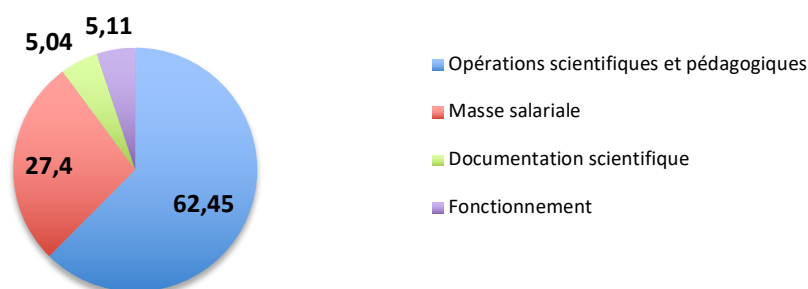 5,11
5,04
27,4
62,45
Opérations scientifiques et pédagogiques
Masse salariale
Documentation scientifique
Fonctionnement